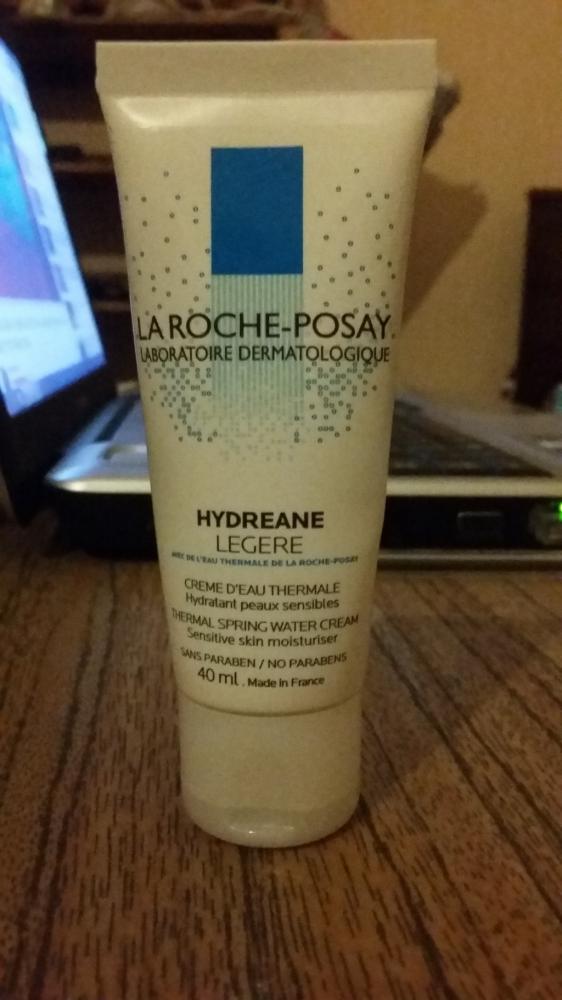 LA ROCHE-POSAY
LABORATOIRE DERMATOLOGIQUE
HYDREANE
LEGERE
AVEC DE L'EAU THERMALE DE LA ROCHE-POSAY
CREME D'EAU THERMALE
Hydratant peaux sensibles
THERMAL SPRING WATER CREAM
Sensitive skin moisturiser
SANS PARABEN / NO PARABENS
40 ml . Made in France